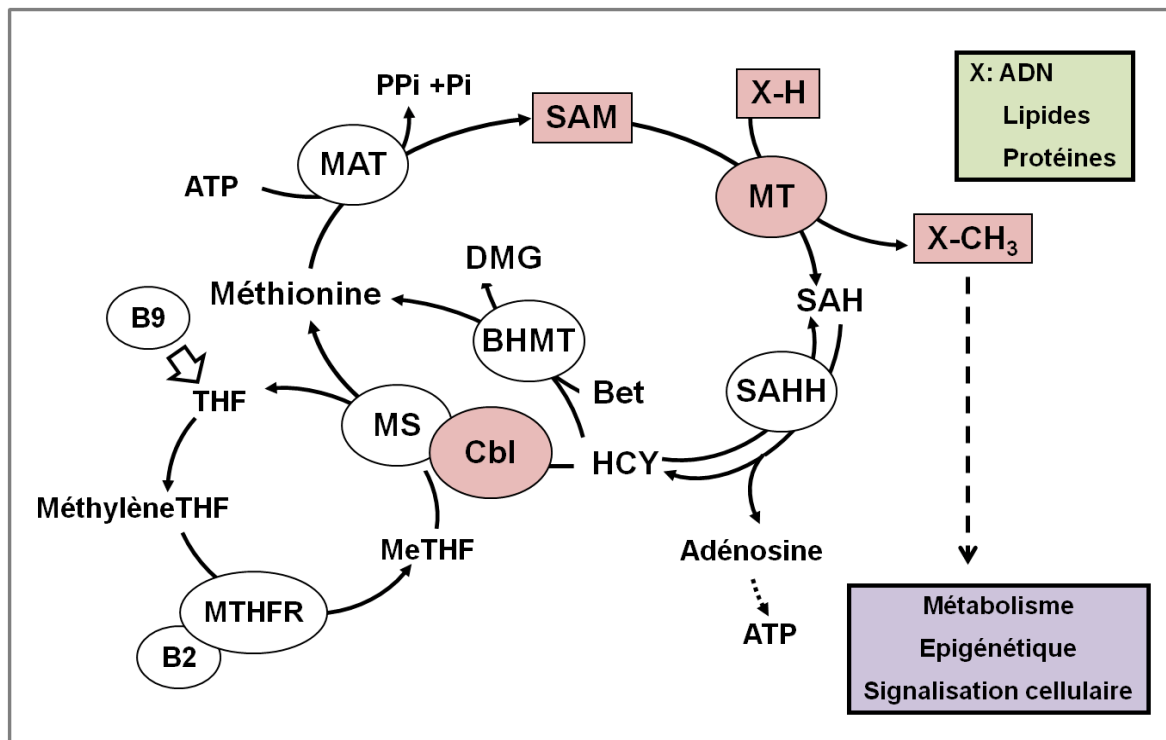 PPi +Pi
SAM
X-H
X: ADN
Lipides
Protéines
MAT
ATP
MT
X-CH₃
DMG
Méthionine
SAH
B9
BHMT
Bet
SAHH
THF
MS
Cbl
HCY
MéthylèneTHF
MeTHF
Adénosine
MTHFR
B2
ATP
Métabolisme
Epigénétique
Signalisation cellulaire